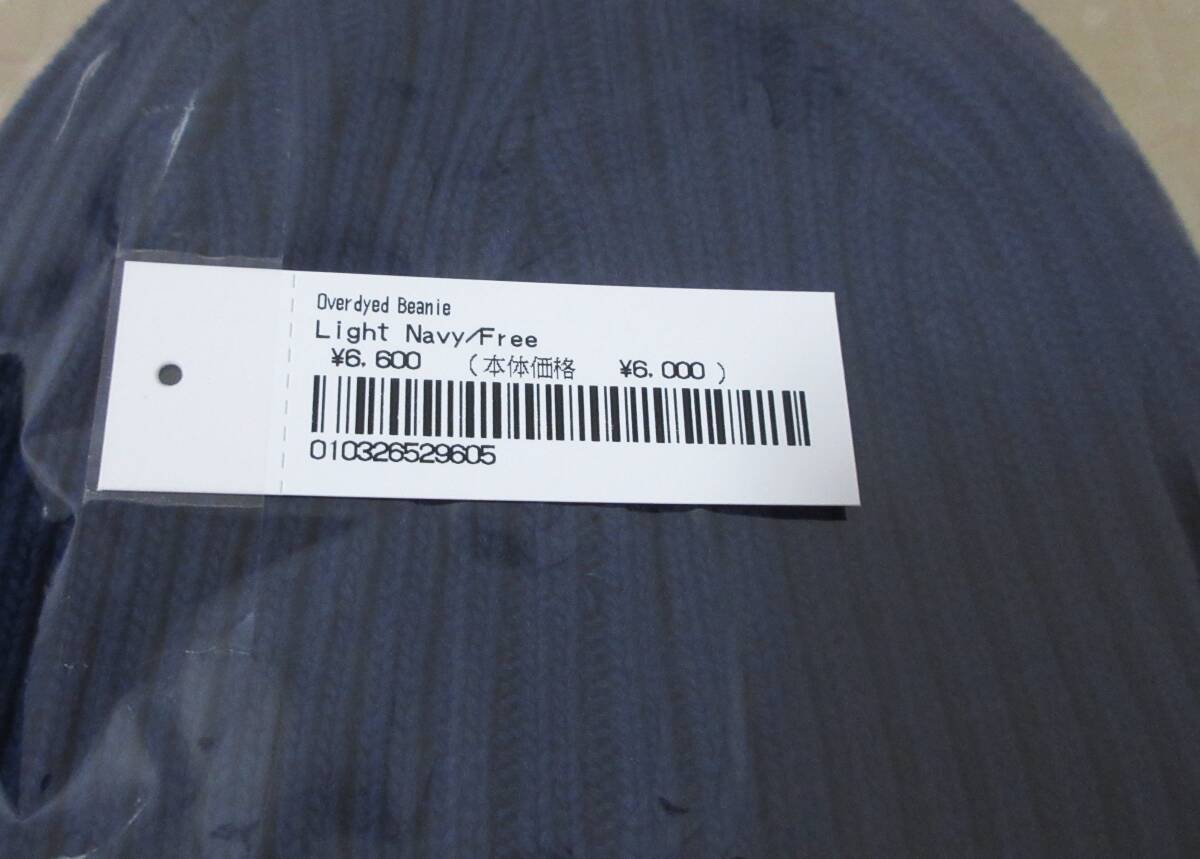 Overdyed Beanie
Light Navy/Free
¥6,600 (本体価格 ¥6,000)
010326529605